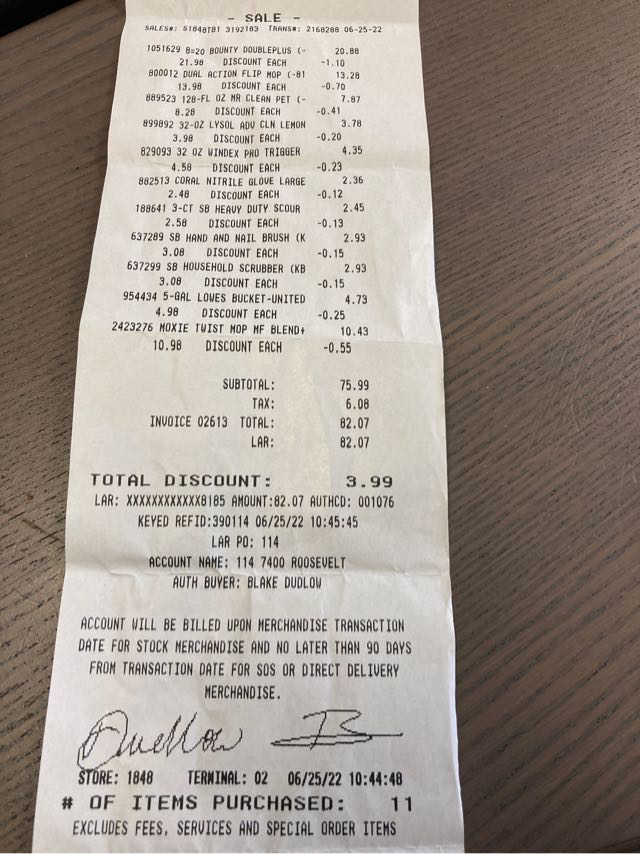 - SALE -
SALES#: S1848TB1 3192183 TRANS#: 2168288 06-25-22
1051629 8=20 BOUNTY DOUBLEPLUS (- 20.88
21.98 DISCOUNT EACH -1.10
800012 DUAL ACTION FLIP MOP (-81 13.28
13.98 DISCOUNT EACH -0.70
889523 128-FL OZ MR CLEAN PET (- 7.87
8.28 DISCOUNT EACH -0.41
899892 32-OZ LYSOL ADV CLN LEMON 3.78
3.98 DISCOUNT EACH -0.20
829093 32 OZ WINDEX PRO TRIGGER 4.35
4.58 DISCOUNT EACH -0.23
882513 CORAL NITRILE GLOVE LARGE 2.36
2.48 DISCOUNT EACH -0.12
188641 3-CT SB HEAVY DUTY SCOUR 2.45
2.58 DISCOUNT EACH -0.13
637289 SB HAND AND NAIL BRUSH (K 2.93
3.08 DISCOUNT EACH -0.15
637299 SB HOUSEHOLD SCRUBBER (KB 2.93
3.08 DISCOUNT EACH -0.15
954434 5-GAL LOWES BUCKET-UNITED 4.73
4.98 DISCOUNT EACH -0.25
2423276 MOXIE TWIST MOP MF BLEND+ 10.43
10.98 DISCOUNT EACH -0.55
SUBTOTAL: 75.99
TAX: 6.08
INVOICE 02613 TOTAL: 82.07
LAR: 82.07
TOTAL DISCOUNT: 3.99
LAR: XXXXXXXXXXXX8185 AMOUNT:82.07 AUTHCD: 001076
KEYED REFID:390114 06/25/22 10:45:45
LAR PO: 114
ACCOUNT NAME: 114 7400 ROOSEVELT
AUTH BUYER: BLAKE DUDLOW
ACCOUNT WILL BE BILLED UPON MERCHANDISE TRANSACTION
DATE FOR STOCK MERCHANDISE AND NO LATER THAN 90 DAYS
FROM TRANSACTION DATE FOR SOS OR DIRECT DELIVERY
MERCHANDISE.
STORE: 1848 TERMINAL: 02 06/25/22 10:44:48
# OF ITEMS PURCHASED: 11
EXCLUDES FEES, SERVICES AND SPECIAL ORDER ITEMS